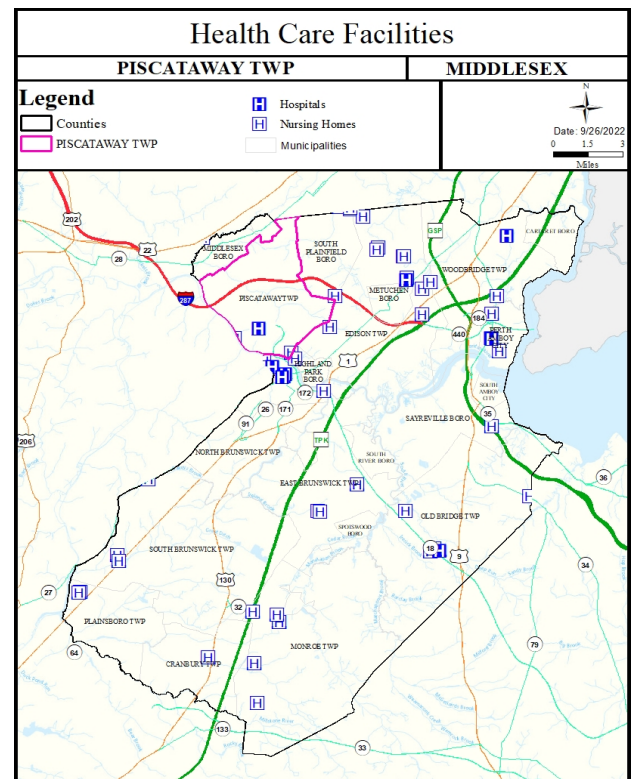 Health Care Facilities
PISCATAWAY TWP
MIDDLESEX
Legend
Counties
PISCATAWAY TWP
H Hospitals
H Nursing Homes
Municipalities
N
Date: 9/26/2022
0 1.5 3
Miles
202
22
28
287
MIDDLESEX
BORO
SOUTH
PLAINFIELD
BORO
GSP
CARTERET BORO
WOODBRIDGE TWP
METUCHEN
BORO
PISCATAWAY TWP
EDISON TWP
184
440
PERTH
AMBOY
HIGHLAND
PARK
BORO
1
172
SOUTH
AMBOY
CITY
35
SAYREVILLE BORO
26
171
91
206
TPK
NORTH BRUNSWICK TWP
SOUTH
RIVER BORO
36
EAST BRUNSWICK TWP
OLD BRIDGE TWP
SPOTSWOOD
BORO
SOUTH BRUNSWICK TWP
18
9
34
130
27
32
PLAINSBORO TWP
MONROE TWP
79
64
CRANBURY TWP
133
33